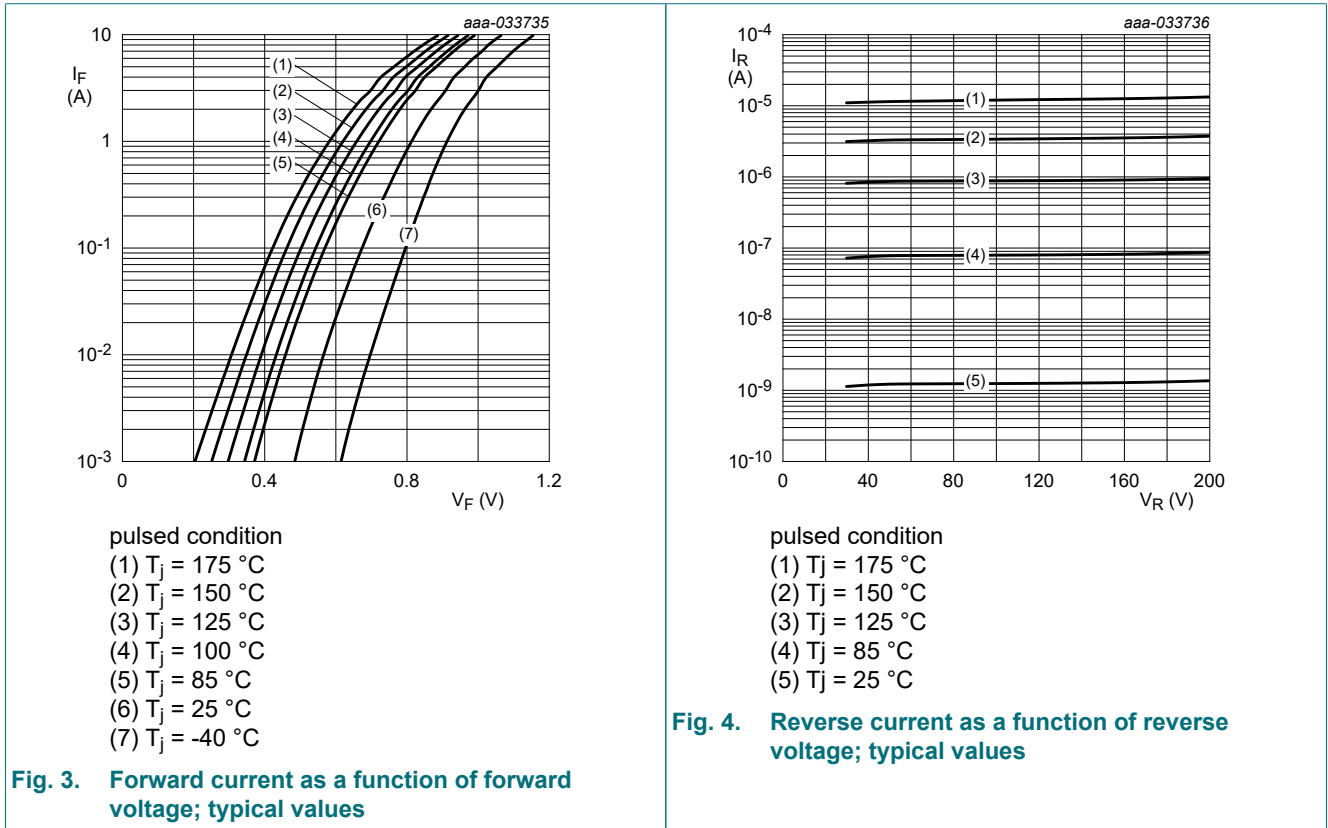 aaa-033735
10
I_F
(A)
1
10^-1
10^-2
10^-3
(1)
(2)
(3)
(4)
(5)
(6)
(7)
0 0.4 0.8 1.2
V_F (V)
pulsed condition
(1) T_j = 175 °C
(2) T_j = 150 °C
(3) T_j = 125 °C
(4) T_j = 100 °C
(5) T_j = 85 °C
(6) T_j = 25 °C
(7) T_j = -40 °C
Fig. 3. Forward current as a function of forward
voltage; typical values
aaa-033736
10^-4
I_R
(A)
10^-5
10^-6
10^-7
10^-8
10^-9
10^-10
(1)
(2)
(3)
(4)
(5)
0 40 80 120 160 200
V_R (V)
pulsed condition
(1) Tj = 175 °C
(2) Tj = 150 °C
(3) Tj = 125 °C
(4) Tj = 85 °C
(5) Tj = 25 °C
Fig. 4. Reverse current as a function of reverse
voltage; typical values